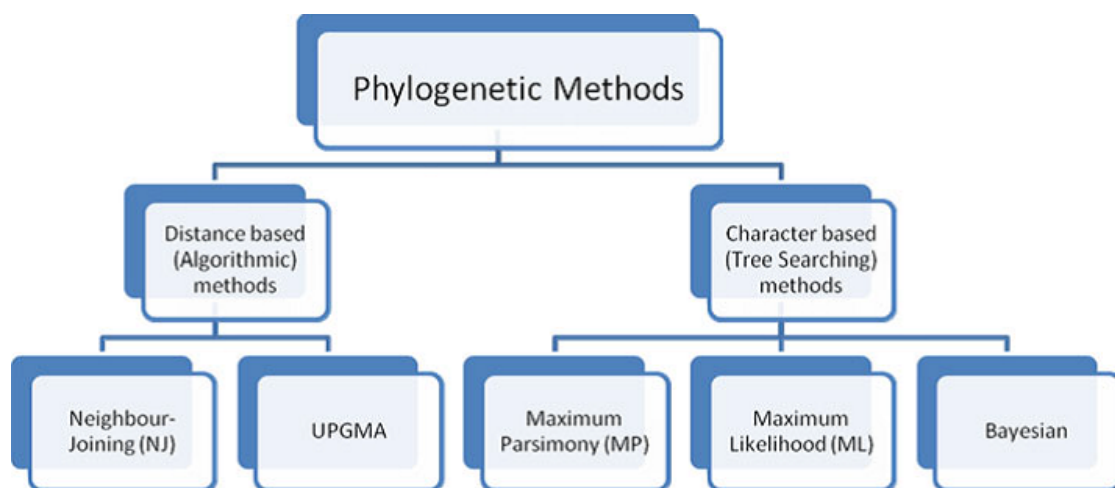 Phylogenetic Methods
Distance based
(Algorithmic)
methods
Character based
(Tree Searching)
methods
Neighbour-
Joining (NJ)
UPGMA
Maximum
Parsimony (MP)
Maximum
Likelihood (ML)
Bayesian